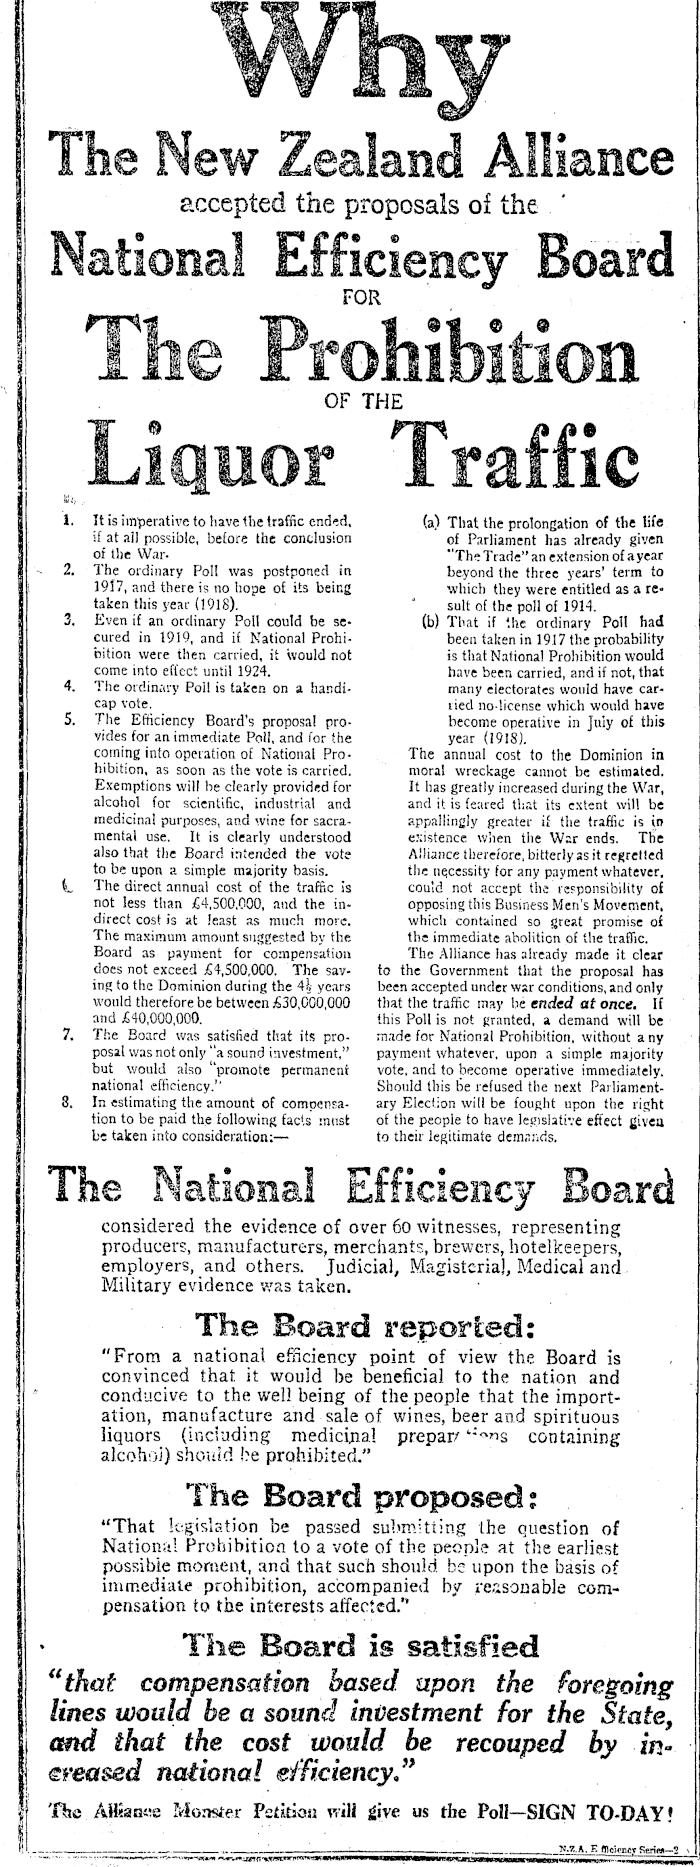 Why
The New Zealand Alliance
accepted the proposals of the
National Efficiency Board
FOR
The Prohibition
OF THE
Liquor Traffic
1. It is imperative to have the traffic ended,
if at all possible, before the conclusion
of the War.
2. The ordinary Poll was postponed in
1917, and there is no hope of its being
taken this year (1918).
3. Even if an ordinary Poll could be se-
cured in 1919, and if National Prohi-
bition were then carried, it would not
come into effect until 1924.
4. The ordinary Poll is taken on a handi-
cap vote.
5. The Efficiency Board's proposal pro-
vides for an immediate Poll, and for the
coming into operation of National Pro-
hibition, as soon as the vote is carried.
Exemptions will be clearly provided for
alcohol for scientific, industrial and
medicinal purposes, and wine for sacra-
mental use. It is clearly understood
also that the Board intended the vote
to be upon a simple majority basis.
The direct annual cost of the traffic is
not less than £4,500,000, and the in-
direct cost is at least as much more.
The maximum amount suggested by the
Board as payment for compensation
does not exceed £4,500,000. The sav-
ing to the Dominion during the 4½ years
would therefore be between £30,000,000
and £40,000,000.
7. The Board was satisfied that its pro-
posal was not only "a sound investment,"
but would also "promote permanent
national efficiency."
8. In estimating the amount of compensa-
tion to be paid the following facts must
be taken into consideration:—
(a) That the prolongation of the life
of Parliament has already given
"The Trade" an extension of a year
beyond the three years' term to
which they were entitled as a re-
sult of the poll of 1914.
(b) That if the ordinary Poll had
been taken in 1917 the probability
is that National Prohibition would
have been carried, and if not, that
many electorates would have car-
ried no-license which would have
become operative in July of this
year (1918).
The annual cost to the Dominion in
moral wreckage cannot be estimated.
It has greatly increased during the War,
and it is feared that its extent will be
appallingly greater if the traffic is in
existence when the War ends. The
Alliance therefore, bitterly as it regretted
the necessity for any payment whatever,
could not accept the responsibility of
opposing this Business Men's Movement,
which contained so great promise of
the immediate abolition of the traffic.
The Alliance has already made it clear
to the Government that the proposal has
been accepted under war conditions, and only
that the traffic may be ended at once. If
this Poll is not granted, a demand will be
made for National Prohibition, without any
payment whatever, upon a simple majority
vote, and to become operative immediately.
Should this be refused the next Parliament-
ary Election will be fought upon the right
of the people to have legislative effect given
to their legitimate demands.
The National Efficiency Board
considered the evidence of over 60 witnesses, representing
producers, manufacturers, merchants, brewers, hotelkeepers,
employers, and others. Judicial, Magisterial, Medical and
Military evidence was taken.
The Board reported:
"From a national efficiency point of view the Board is
convinced that it would be beneficial to the nation and
conducive to the well being of the people that the import-
ation, manufacture and sale of wines, beer and spirituous
liquors (including medicinal preparations containing
alcohol) should be prohibited."
The Board proposed:
"That legislation be passed submitting the question of
National Prohibition to a vote of the people at the earliest
possible moment, and that such should be upon the basis of
immediate prohibition, accompanied by reasonable com-
pensation to the interests affected."
The Board is satisfied
"that compensation based upon the foregoing
lines would be a sound investment for the State,
and that the cost would be recouped by in-
creased national efficiency."
The Alliance Monster Petition will give us the Poll—SIGN TO-DAY!
N.Z.A. Efficiency Series—2